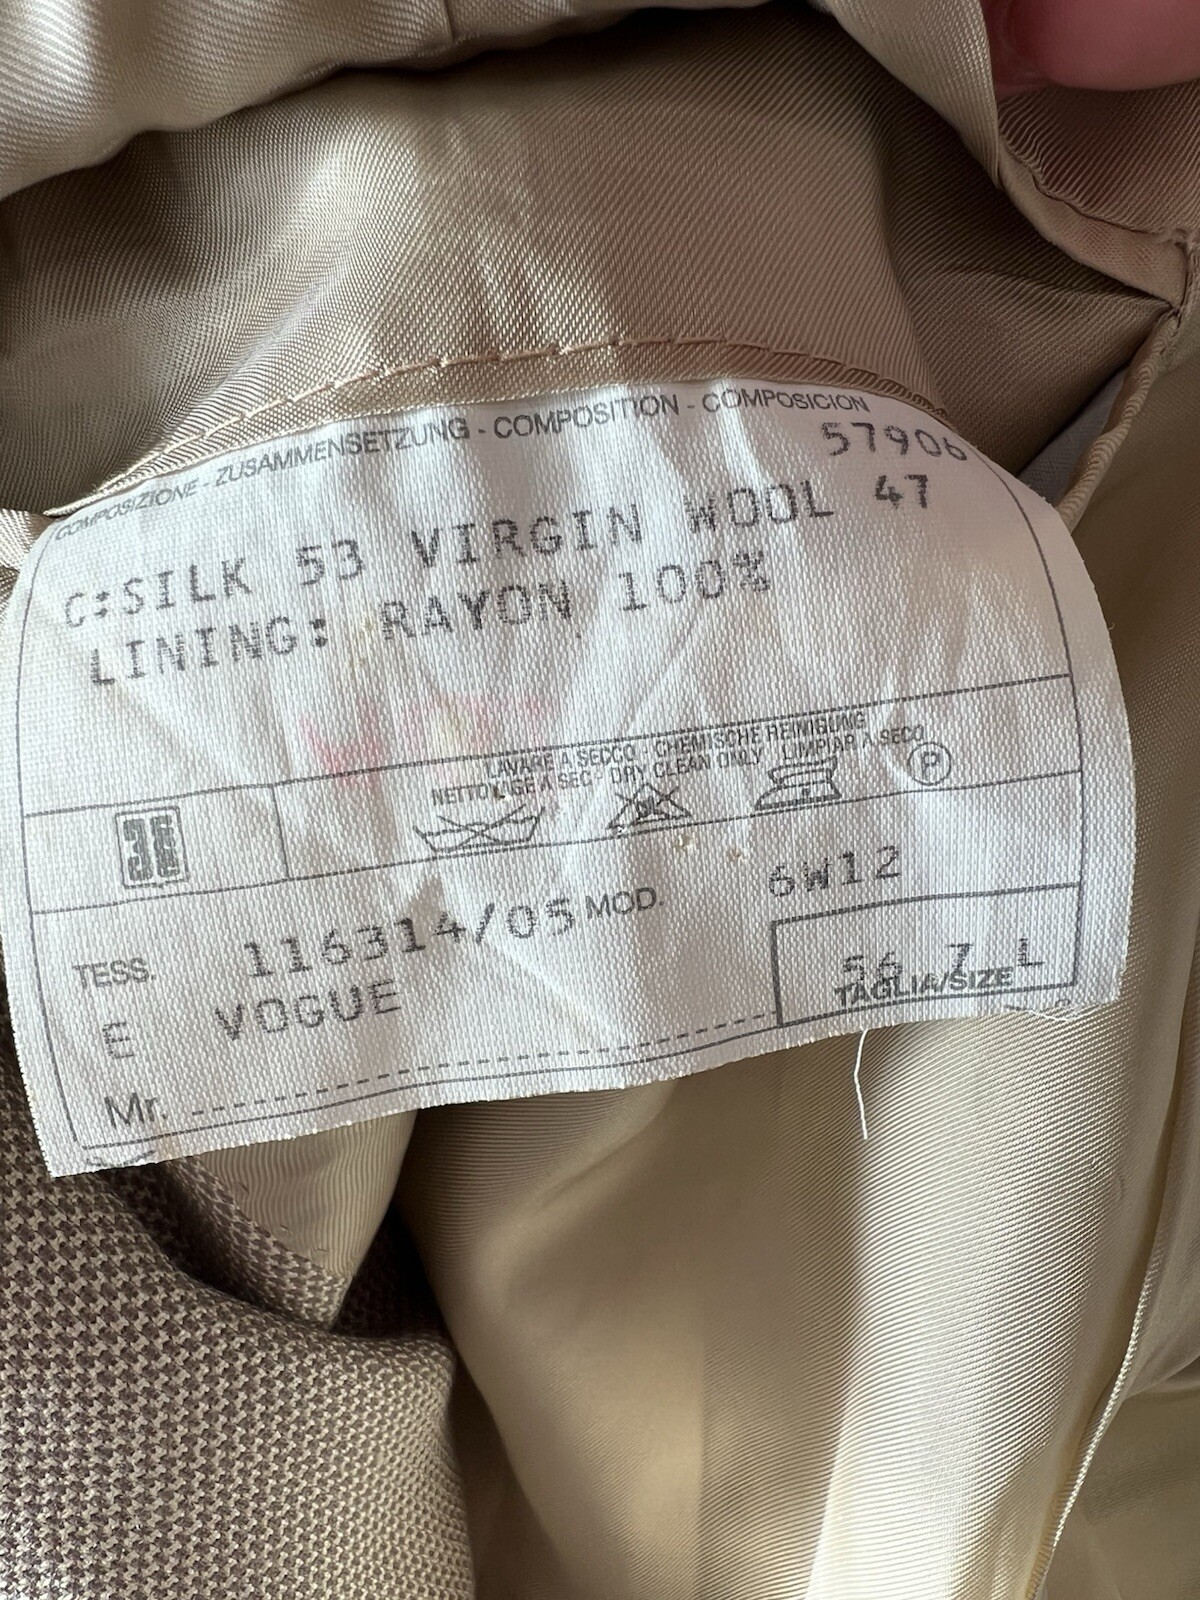 COMPOSIZIONE - ZUSAMMENSETZUNG - COMPOSITION - COMPOSICION
57906
C:SILK 53 VIRGIN WOOL 47
LINING: RAYON 100%
LAVARE A SECCO - CHEMISCHE REINIGUNG
NETTOYAGE A SEC - DRY CLEAN ONLY - LIMPIAR A SECO
P
TESS. 116314/05 MOD. 6W12
E VOGUE
56 7 L
TAGLIA/SIZE
Mr.